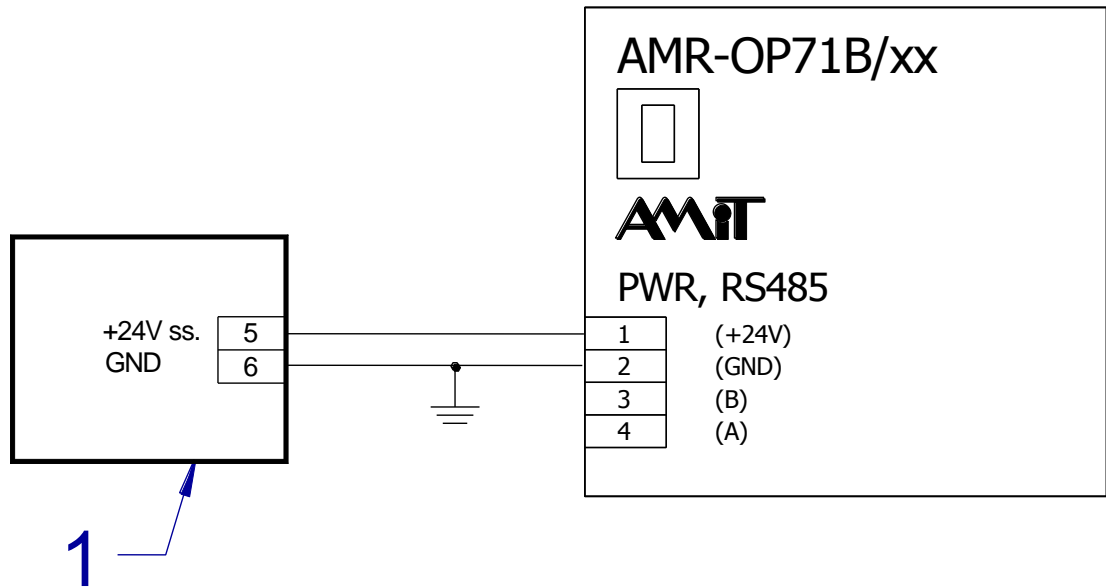 AMR-OP71B/xx
AMiT
PWR, RS485
+24V ss. 5
GND 6
1 (+24V)
2 (GND)
3 (B)
4 (A)
1